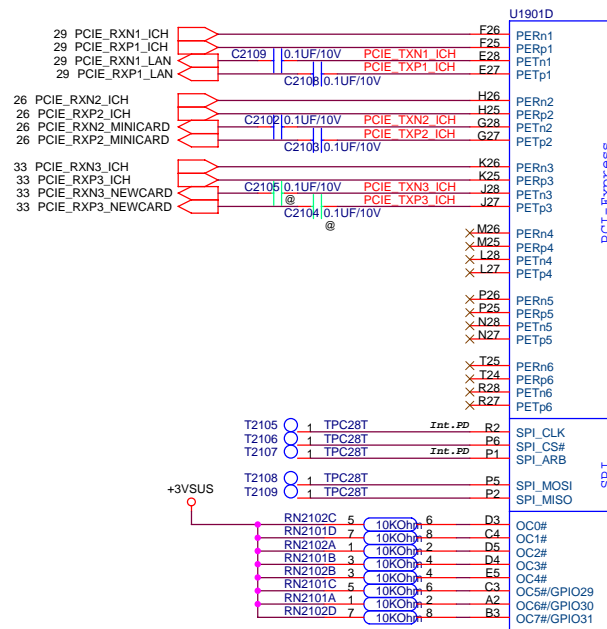 U1901D
29 PCIE_RXN1_ICH F26 PERn1
29 PCIE_RXP1_ICH F25 PERp1
29 PCIE_RXN1_LAN C2109 0.1UF/10V PCIE_TXN1_ICH E28 PETn1
29 PCIE_RXP1_LAN C2108 0.1UF/10V PCIE_TXP1_ICH E27 PETp1
26 PCIE_RXN2_ICH H26 PERn2
26 PCIE_RXP2_ICH H25 PERp2
26 PCIE_RXN2_MINICARD C2102 0.1UF/10V PCIE_TXN2_ICH G28 PETn2
26 PCIE_RXP2_MINICARD C2103 0.1UF/10V PCIE_TXP2_ICH G27 PETp2
33 PCIE_RXN3_ICH K26 PERn3
33 PCIE_RXP3_ICH K25 PERp3
33 PCIE_RXN3_NEWCARD C2105 0.1UF/10V PCIE_TXN3_ICH J28 PETn3
@
33 PCIE_RXP3_NEWCARD C2104 0.1UF/10V PCIE_TXP3_ICH J27 PETp3
@
M26 PERn4
M25 PERp4
L28 PETn4
L27 PETp4
P26 PERn5
P25 PERp5
N28 PETn5
N27 PETp5
T25 PERn6
T24 PERp6
R28 PETn6
R27 PETp6
PCI-Express
T2105 1 TPC28T Int.PD R2 SPI_CLK
T2106 1 TPC28T P6 SPI_CS#
T2107 1 TPC28T Int.PD P1 SPI_ARB
T2108 1 TPC28T P5 SPI_MOSI
T2109 1 TPC28T P2 SPI_MISO
SPI
+3VSUS
RN2102C 5 10KOhm 6 D3 OC0#
RN2101D 7 10KOhm 8 C4 OC1#
RN2102A 1 10KOhm 2 D5 OC2#
RN2101B 3 10KOhm 4 D4 OC3#
RN2102B 3 10KOhm 4 E5 OC4#
RN2101C 5 10KOhm 6 C3 OC5#/GPIO29
RN2101A 1 10KOhm 2 A2 OC6#/GPIO30
RN2102D 7 10KOhm 8 B3 OC7#/GPIO31